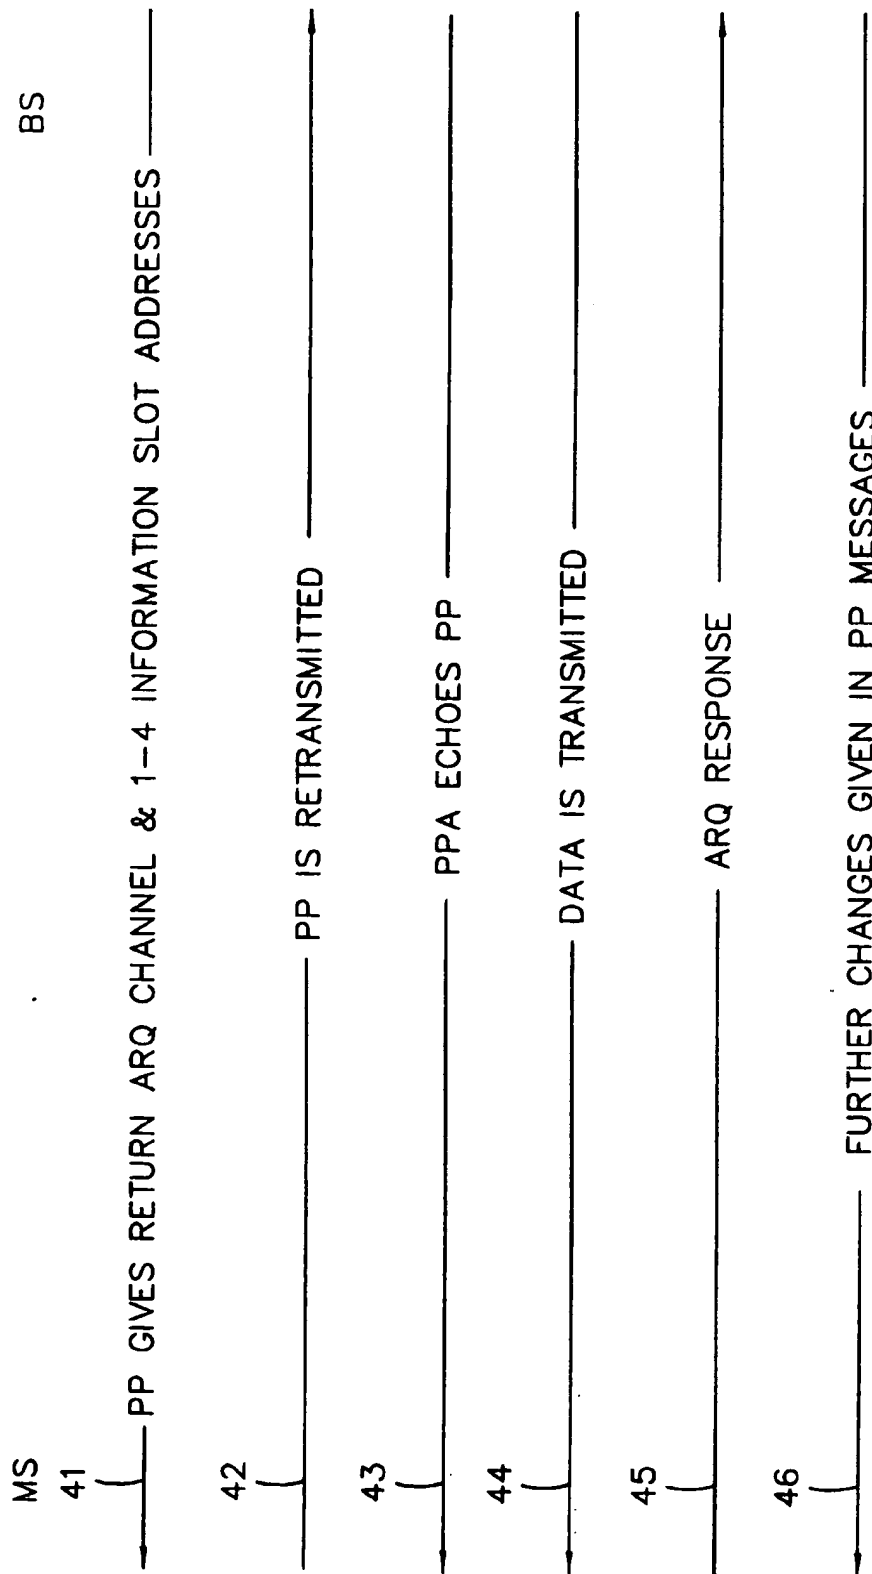 MS BS
41 PP GIVES RETURN ARQ CHANNEL & 1-4 INFORMATION SLOT ADDRESSES
42 PP IS RETRANSMITTED
43 PPA ECHOES PP
44 DATA IS TRANSMITTED
45 ARQ RESPONSE
46 FURTHER CHANGES GIVEN IN PP MESSAGES